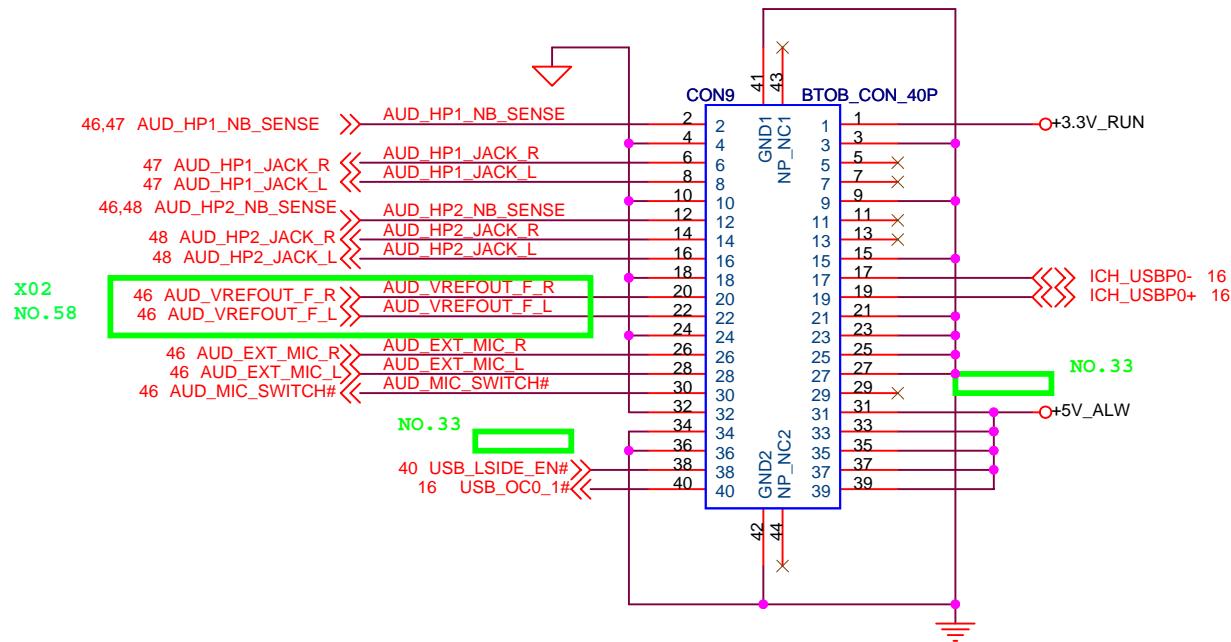 41
43
CON9
BTOB_CON_40P
GND1
NP_NC1
46,47 AUD_HP1_NB_SENSE AUD_HP1_NB_SENSE 2 2 1 1 +3.3V_RUN
4 4 3 3
47 AUD_HP1_JACK_R AUD_HP1_JACK_R 6 6 5 5
47 AUD_HP1_JACK_L AUD_HP1_JACK_L 8 8 7 7
10 10 9 9
46,48 AUD_HP2_NB_SENSE AUD_HP2_NB_SENSE 12 12 11 11
48 AUD_HP2_JACK_R AUD_HP2_JACK_R 14 14 13 13
48 AUD_HP2_JACK_L AUD_HP2_JACK_L 16 16 15 15
18 18 17 17 ICH_USBP0- 16
X02
NO.58
46 AUD_VREFOUT_F_R AUD_VREFOUT_F_R 20 20 19 19 ICH_USBP0+ 16
46 AUD_VREFOUT_F_L AUD_VREFOUT_F_L 22 22 21 21
24 24 23 23
46 AUD_EXT_MIC_R AUD_EXT_MIC_R 26 26 25 25
46 AUD_EXT_MIC_L AUD_EXT_MIC_L 28 28 27 27
NO.33
46 AUD_MIC_SWITCH# AUD_MIC_SWITCH# 30 30 29 29
32 32 31 31 +5V_ALW
NO.33
34 34 33 33
36 36 35 35
40 USB_LSIDE_EN# 38 38 37 37
16 USB_OC0_1# 40 40 39 39
GND2
NP_NC2
42
44